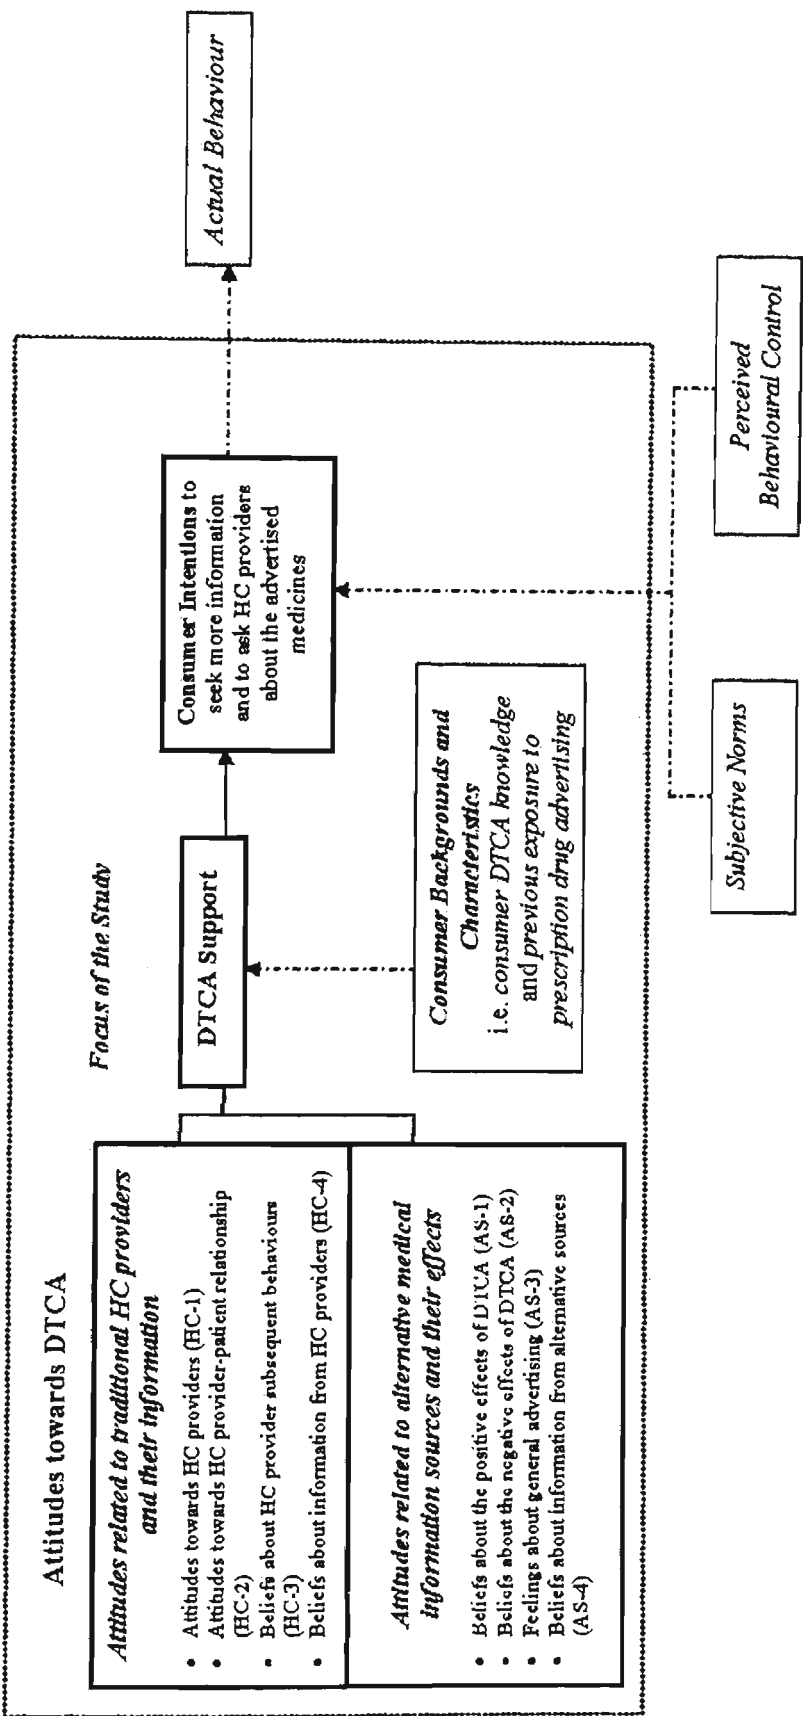 Attitudes towards DTCA
Attitudes related to traditional HC providers
and their information
• Attitudes towards HC providers (HC-1)
• Attitudes towards HC provider-patient relationship
(HC-2)
• Beliefs about HC provider subsequent behaviours
(HC-3)
• Beliefs about information from HC providers (HC-4)
Attitudes related to alternative medical
information sources and their effects
• Beliefs about the positive effects of DTCA (AS-1)
• Beliefs about the negative effects of DTCA (AS-2)
• Feelings about general advertising (AS-3)
• Beliefs about information from alternative sources
(AS-4)
Focus of the Study
DTCA Support
Consumer Backgrounds and
Characteristics
i.e. consumer DTCA knowledge
and previous exposure to
prescription drug advertising
Consumer Intentions to
seek more information
and to ask HC providers
about the advertised
medicines
Actual Behaviour
Subjective Norms
Perceived
Behavioural Control